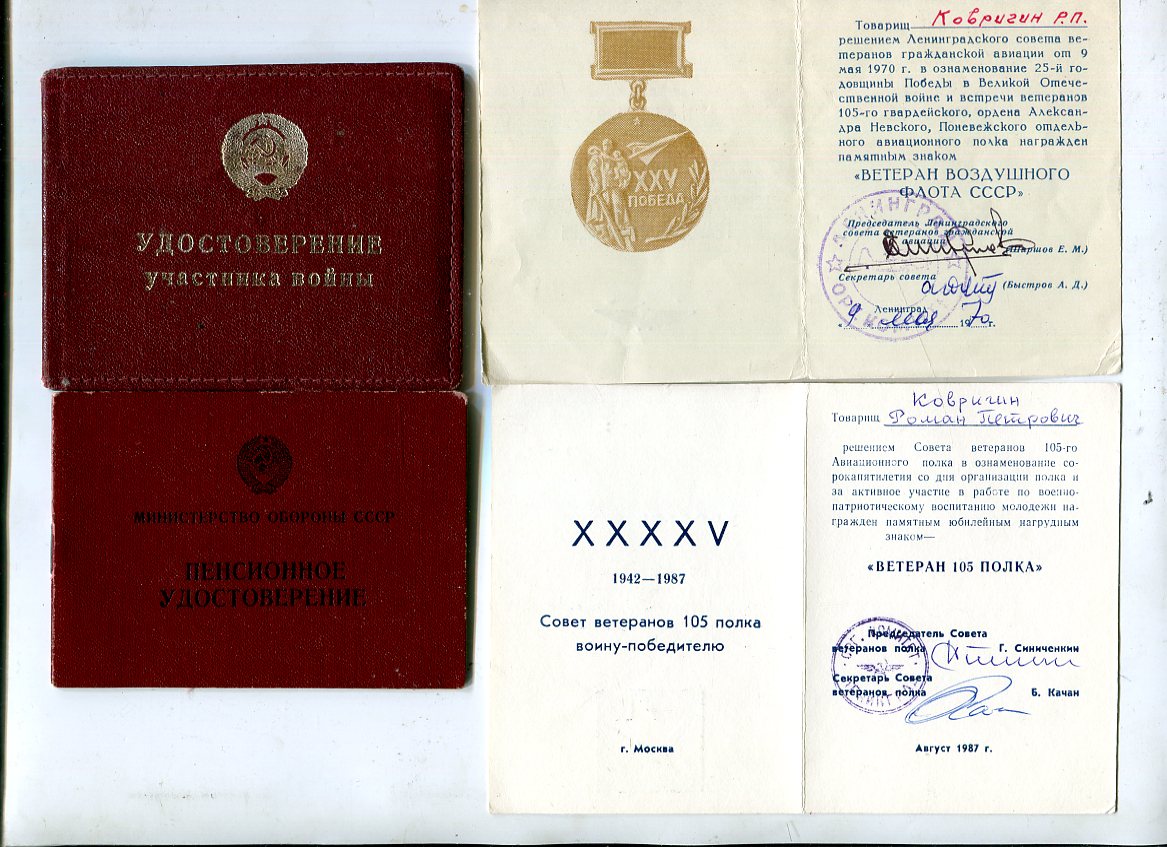 УДОСТОВЕРЕНИЕ
участника войны
МИНИСТЕРСТВО ОБОРОНЫ СССР
ПЕНСИОННОЕ
УДОСТОВЕРЕНИЕ
XXV
ПОБЕДА
Товарищ Ковригин Р.П.
решением Ленинградского совета ве-
теранов гражданской авиации от 9
мая 1970 г. в ознаменование 25-й го-
довщины Победы в Великой Отече-
ственной войне и встречи ветеранов
105-го гвардейского, ордена Александ-
ра Невского, Поневежского отдель-
ного авиационного полка награжден
памятным знаком
«ВЕТЕРАН ВОЗДУШНОГО
ФЛОТА СССР»
Председатель Ленинградского
совета ветеранов гражданской
авиации (Шаршов Е. М.)
Секретарь совета (Быстров А. Д.)
Ленинград
«9 мая 1970 г.
XXXXV
1942—1987
Совет ветеранов 105 полка
воину-победителю
г. Москва
Ковригин
Товарищ Роман Петрович
решением Совета ветеранов 105-го
Авиационного полка в ознаменование со-
рокапятилетия со дня организации полка и
за активное участие в работе по военно-
патриотическому воспитанию молодежи на-
гражден памятным юбилейным нагрудным
знаком—
«ВЕТЕРАН 105 ПОЛКА»
Председатель Совета
ветеранов полка Г. Синиченкин
Секретарь Совета
ветеранов полка Б. Качан
Август 1987 г.